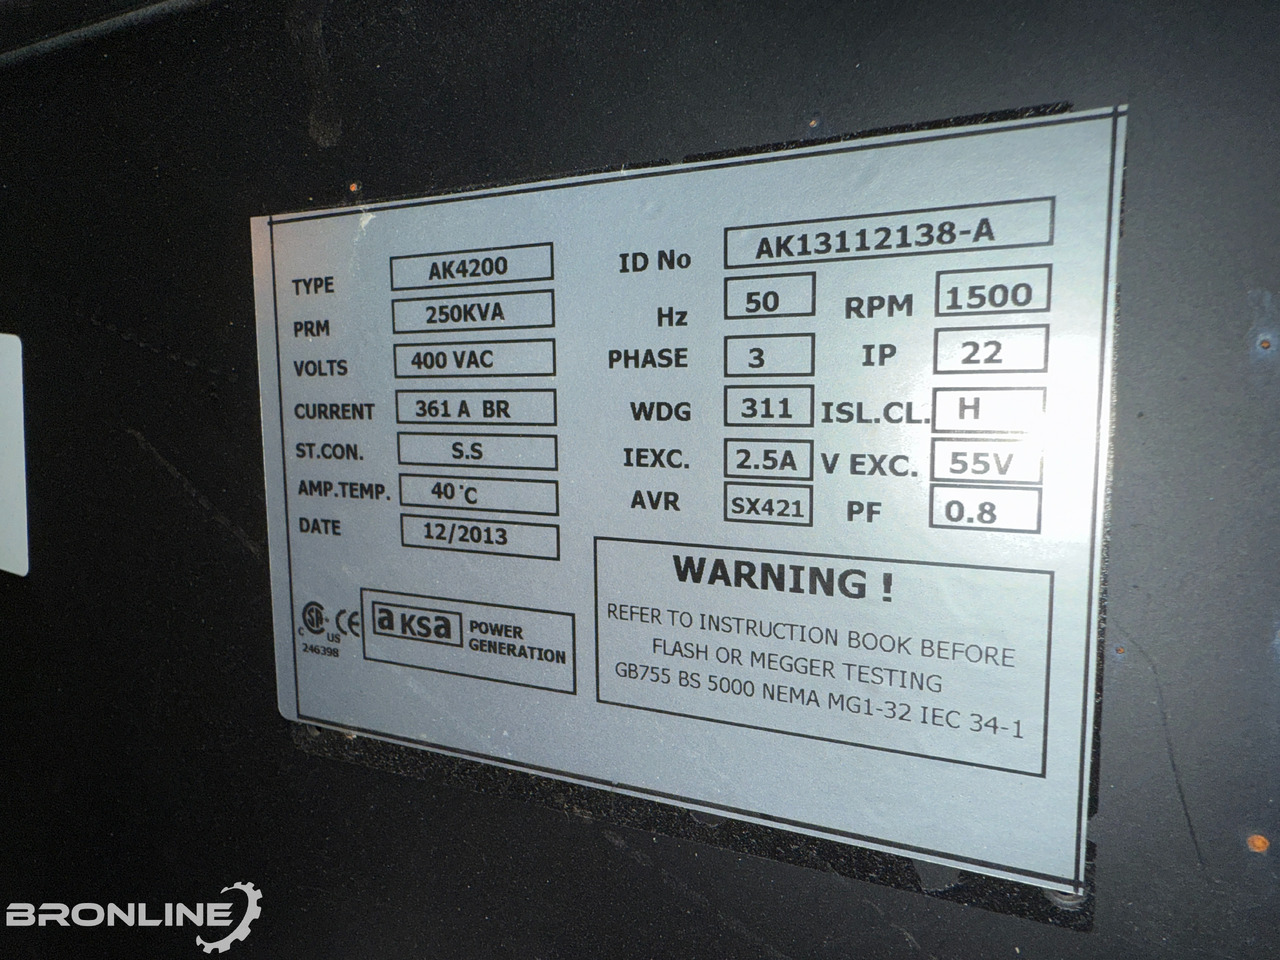 TYPE AK4200 ID No AK13112138-A
PRM 250KVA Hz 50 RPM 1500
VOLTS 400 VAC PHASE 3 IP 22
CURRENT 361 A BR WDG 311 ISL.CL. H
ST.CON. S.S IEXC. 2.5A V EXC. 55V
AMP.TEMP. 40°C AVR SX421 PF 0.8
DATE 12/2013
WARNING !
REFER TO INSTRUCTION BOOK BEFORE
FLASH OR MEGGER TESTING
GB755 BS 5000 NEMA MG1-32 IEC 34-1
C SA US CE
246398
aKSa POWER
GENERATION
BRONLINE